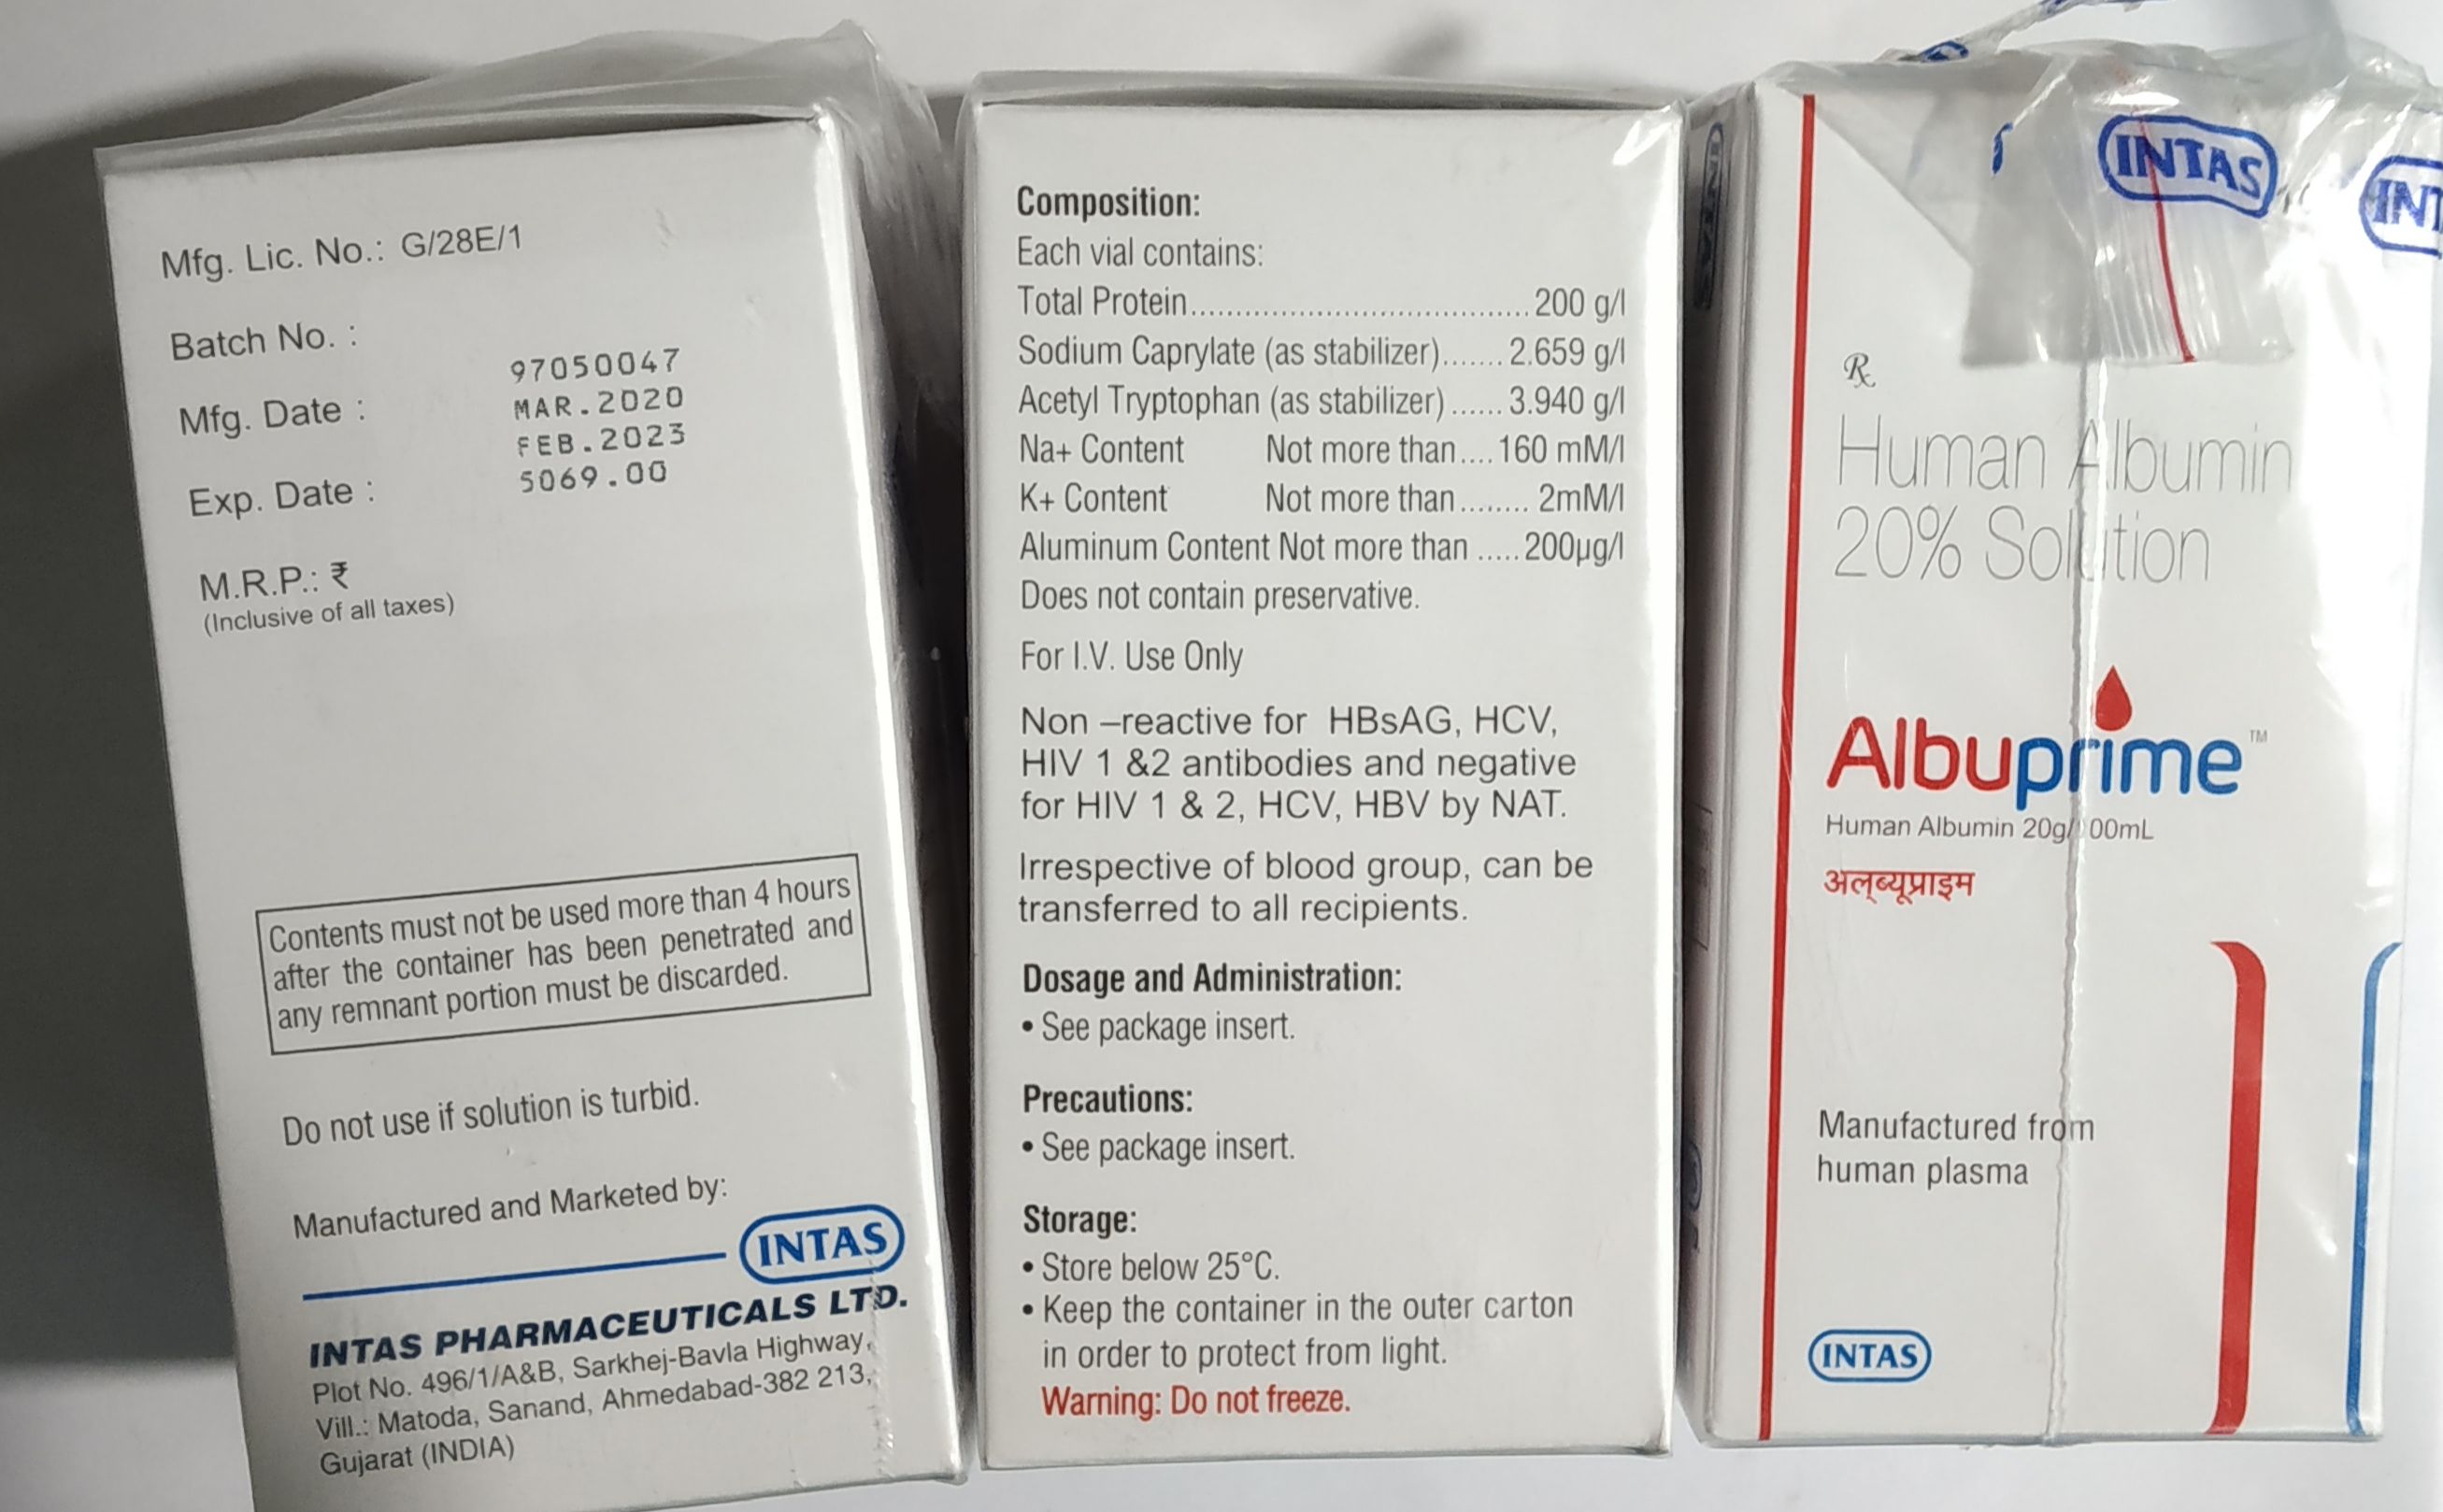 Mfg. Lic. No.: G/28E/1
Batch No. :
97050047
Mfg. Date :
MAR.2020
FEB.2023
Exp. Date :
5069.00
M.R.P.: ₹
(Inclusive of all taxes)
Contents must not be used more than 4 hours
after the container has been penetrated and
any remnant portion must be discarded.
Do not use if solution is turbid.
Manufactured and Marketed by:
INTAS
INTAS PHARMACEUTICALS LTD.
Plot No. 496/1/A&B, Sarkhej-Bavla Highway,
Vill.: Matoda, Sanand, Ahmedabad-382 213,
Gujarat (INDIA)
Composition:
Each vial contains:
Total Protein...................................... 200 g/l
Sodium Caprylate (as stabilizer)....... 2.659 g/l
Acetyl Tryptophan (as stabilizer) ...... 3.940 g/l
Na+ Content Not more than.... 160 mM/l
K+ Content Not more than........ 2mM/l
Aluminum Content Not more than ..... 200µg/l
Does not contain preservative.
For I.V. Use Only
Non –reactive for HBsAG, HCV,
HIV 1 &2 antibodies and negative
for HIV 1 & 2, HCV, HBV by NAT.
Irrespective of blood group, can be
transferred to all recipients.
Dosage and Administration:
• See package insert.
Precautions:
• See package insert.
Storage:
• Store below 25°C.
• Keep the container in the outer carton
in order to protect from light.
Warning: Do not freeze.
INTAS
INTAS
INT
℞
Human Albumin
20% Solution
Albuprime™
Human Albumin 20g/100mL
अल्ब्यूप्राइम
Manufactured from
human plasma
INTAS